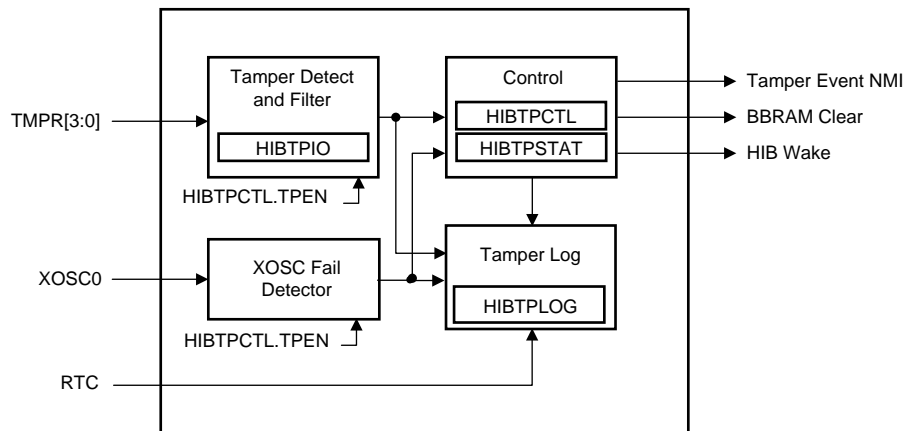 Tamper Detect
and Filter
Control
Tamper Event NMI
TMPR[3:0]
HIBTPCTL
BBRAM Clear
HIBTPIO
HIBTPSTAT
HIB Wake
HIBTPCTL.TPEN
XOSC0
XOSC Fail
Detector
Tamper Log
HIBTPLOG
HIBTPCTL.TPEN
RTC